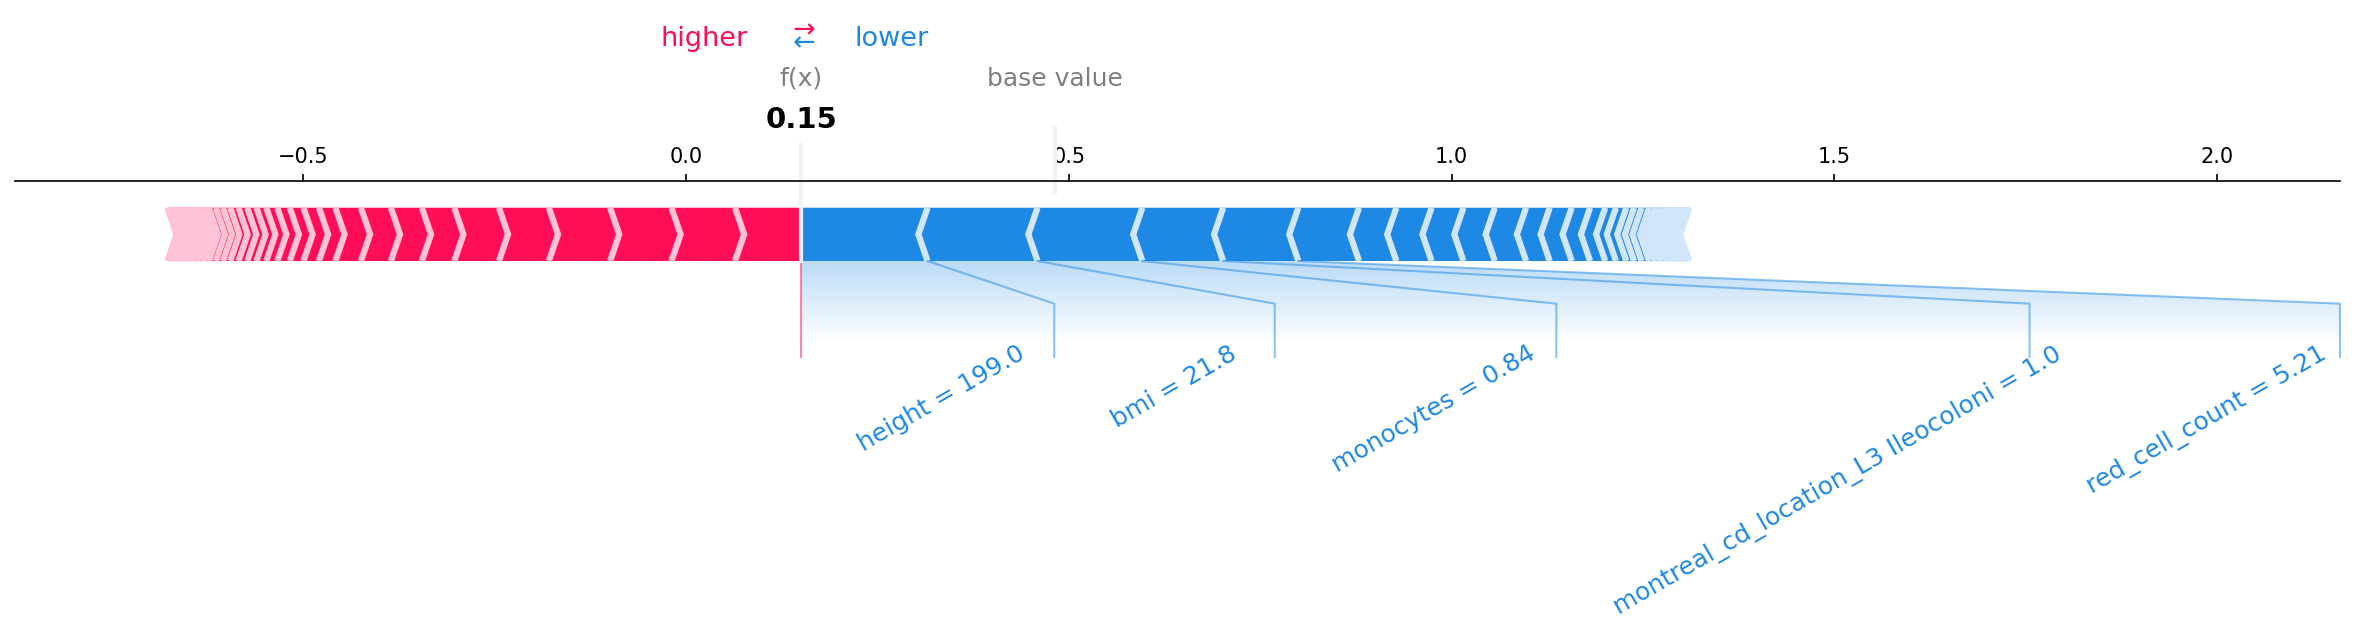 higher ⇄ lower
f(x) base value
0.15
−0.5 0.0 0.5 1.0 1.5 2.0
height = 199.0
bmi = 21.8
monocytes = 0.84
montreal_cd_location_L3 Ileocoloni = 1.0
red_cell_count = 5.21